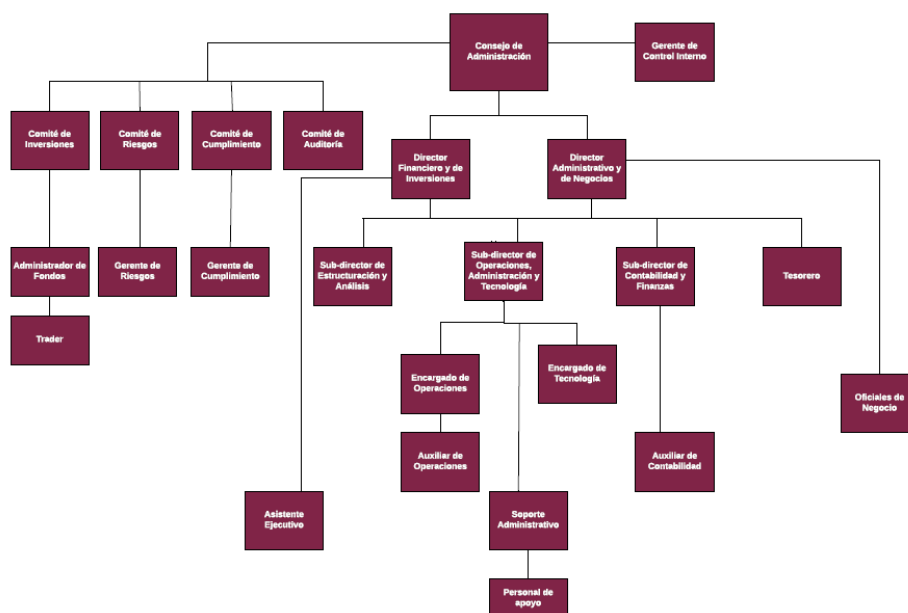 Consejo de
Administración
Gerente de
Control Interno
Comité de
Inversiones
Comité de
Riesgos
Comité de
Cumplimiento
Comité de
Auditoría
Director
Financiero y de
Inversiones
Director
Administrativo y
de Negocios
Administrador de
Fondos
Gerente de
Riesgos
Gerente de
Cumplimiento
Sub-director de
Estructuración y
Análisis
Sub-director de
Operaciones,
Administración y
Tecnología
Sub-director de
Contabilidad y
Finanzas
Tesorero
Trader
Encargado de
Operaciones
Encargado de
Tecnología
Oficiales de
Negocio
Auxiliar de
Operaciones
Auxiliar de
Contabilidad
Asistente
Ejecutivo
Soporte
Administrativo
Personal de
apoyo